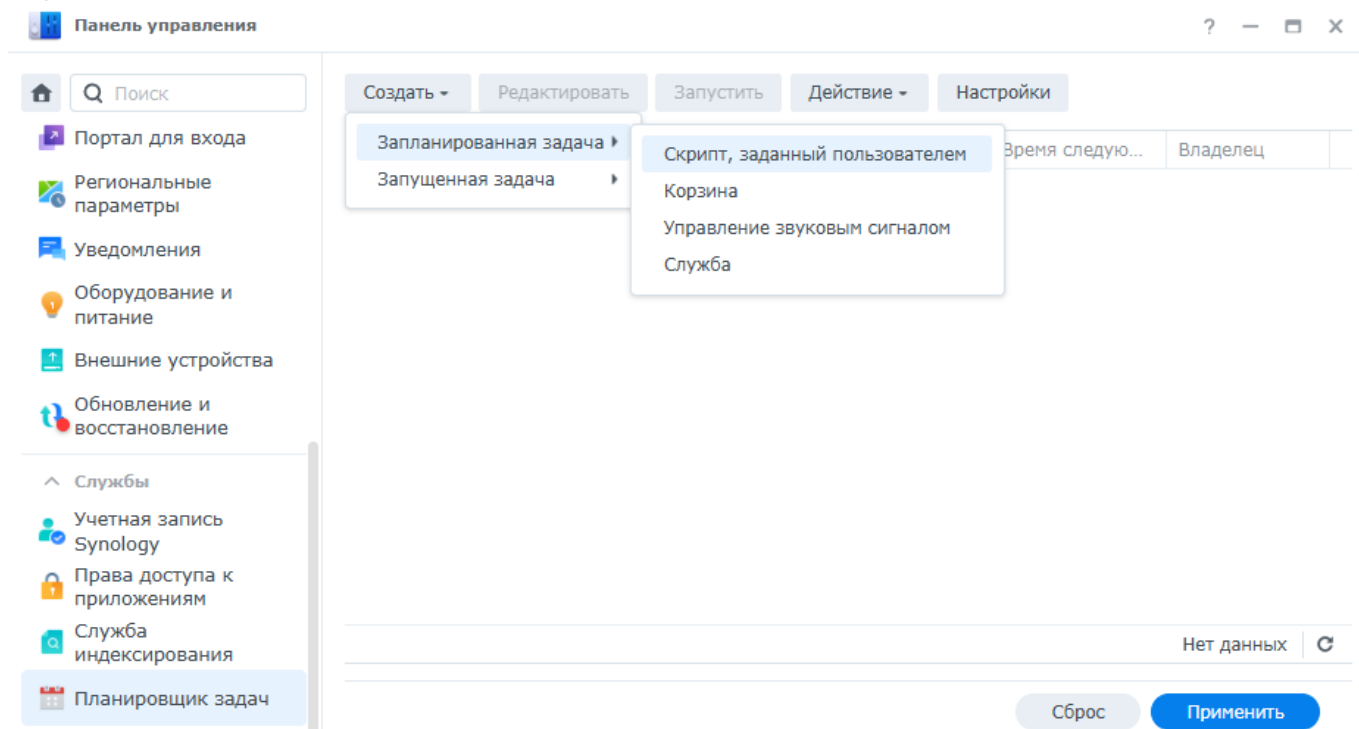 Панель управления
?
Поиск
Создать
Редактировать
Запустить
Действие
Настройки
Портал для входа
Региональные
параметры
Уведомления
Оборудование и
питание
Внешние устройства
Обновление и
восстановление
Службы
Учетная запись
Synology
Права доступа к
приложениям
Служба
индексирования
Планировщик задач
Запланированная задача
Запущенная задача
Скрипт, заданный пользователем
Корзина
Управление звуковым сигналом
Служба
Время следую...
Владелец
Нет данных
Сброс
Применить